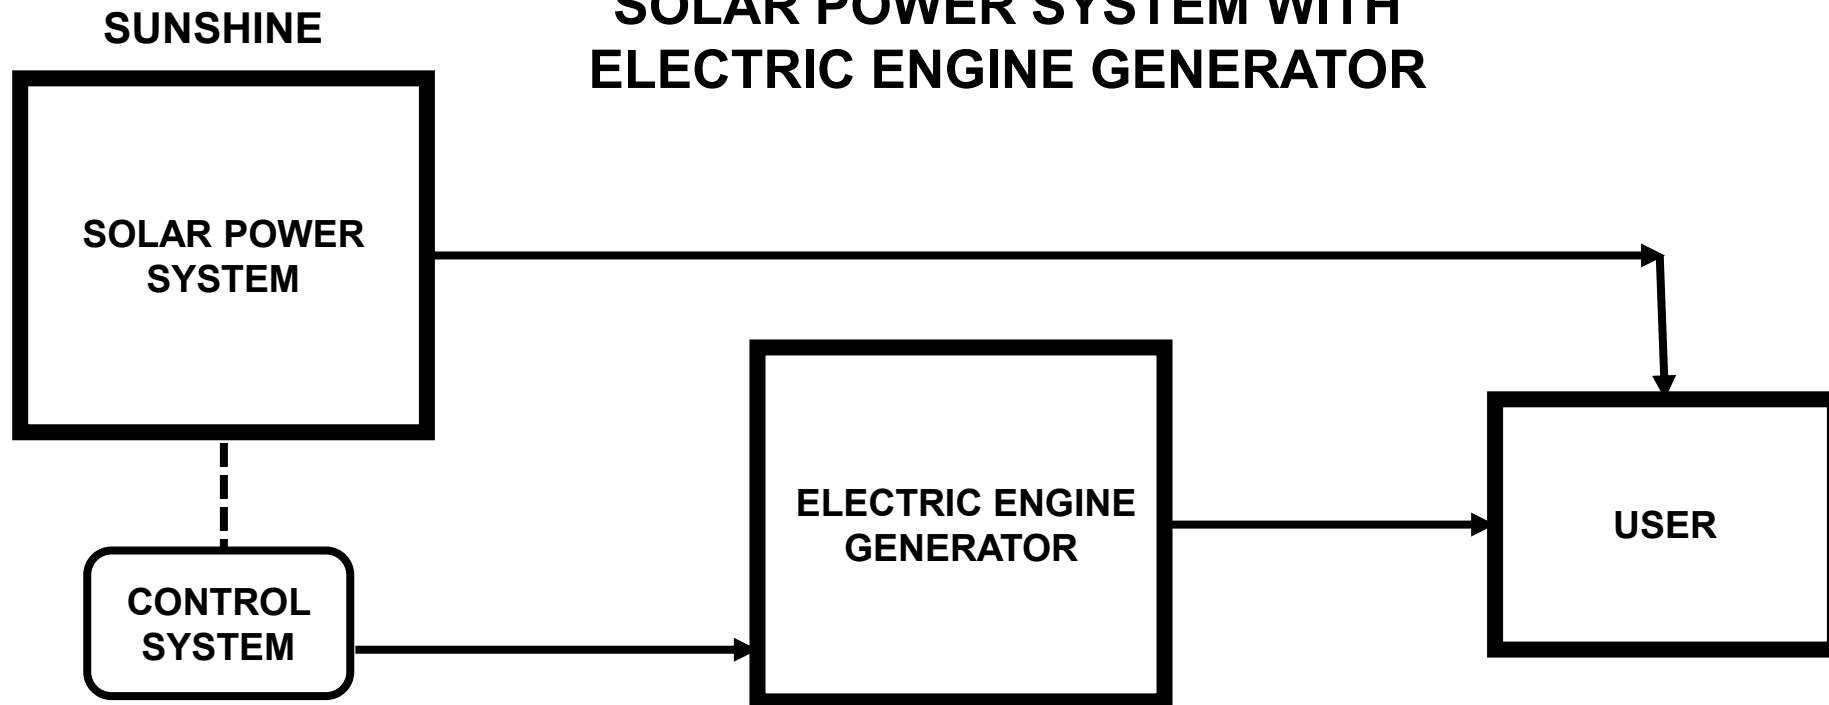 SUNSHINE
SOLAR POWER SYSTEM WITH
ELECTRIC ENGINE GENERATOR
SOLAR POWER
SYSTEM
ELECTRIC ENGINE
GENERATOR
USER
CONTROL
SYSTEM